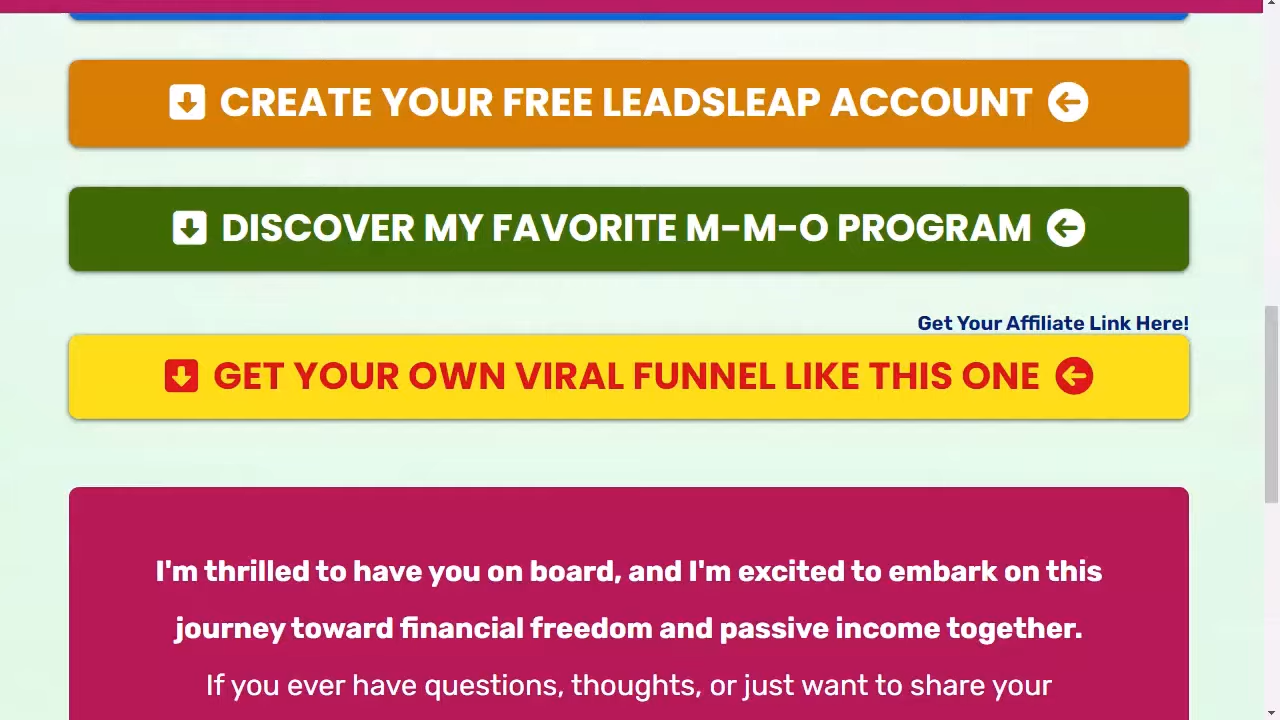 CREATE YOUR FREE LEADSLEAP ACCOUNT
DISCOVER MY FAVORITE M-M-O PROGRAM
Get Your Affiliate Link Here!
GET YOUR OWN VIRAL FUNNEL LIKE THIS ONE
I'm thrilled to have you on board, and I'm excited to embark on this
journey toward financial freedom and passive income together.
If you ever have questions, thoughts, or just want to share your